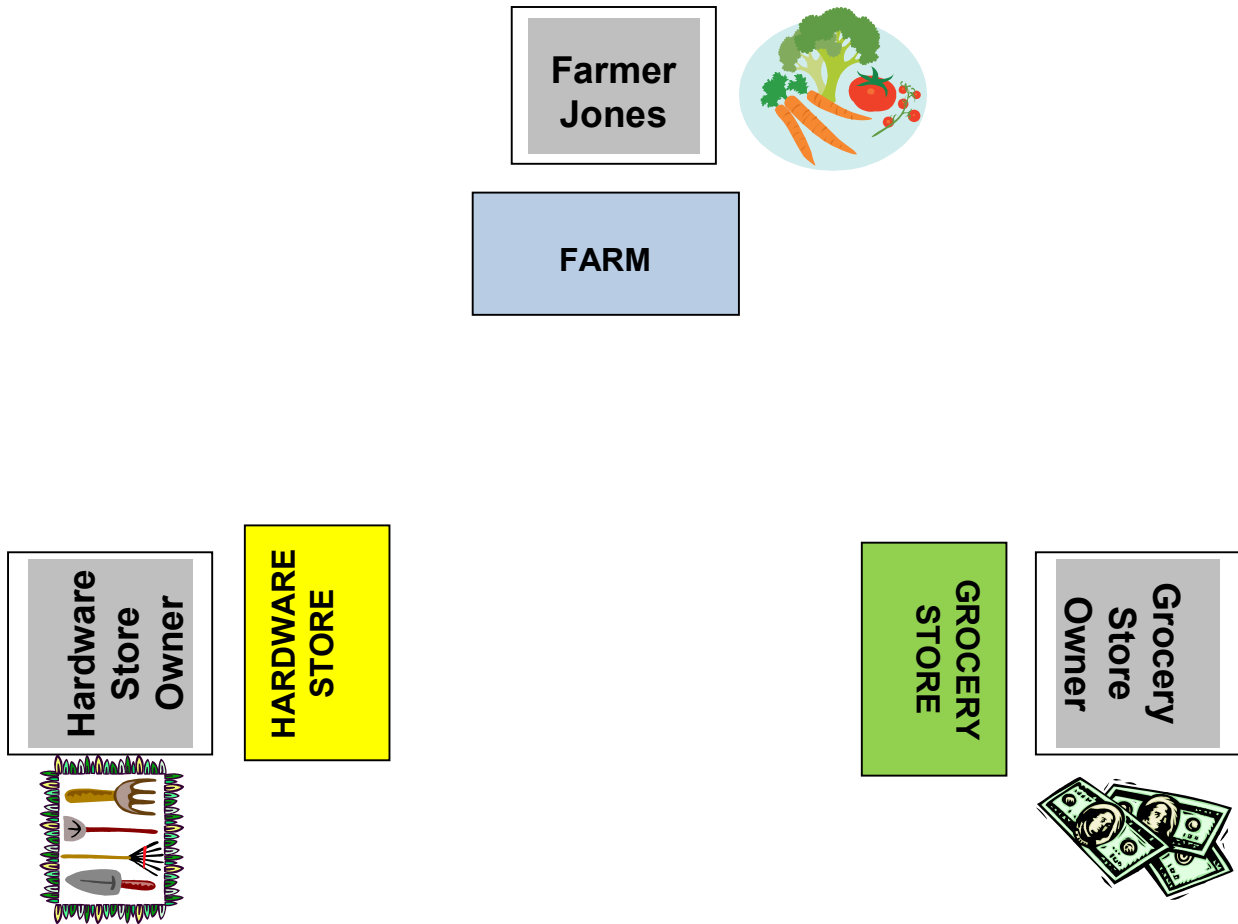 Farmer
Jones
FARM
Hardware
Store
Owner
HARDWARE
STORE
GROCERY
STORE
Grocery
Store
Owner